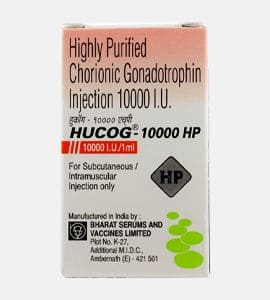 Highly Purified
Chorionic Gonadotrophin
Injection 10000 I.U.
हुकॉग - १०००० एचपी
HUCOG®-10000 HP
10000 I.U./1ml
For Subcutaneous /
Intramuscular
Injection only
HP
Manufactured in India by :
BHARAT SERUMS AND
VACCINES LIMITED
Plot No. K-27,
Additional M.I.D.C.,
Ambernath (E) - 421 501